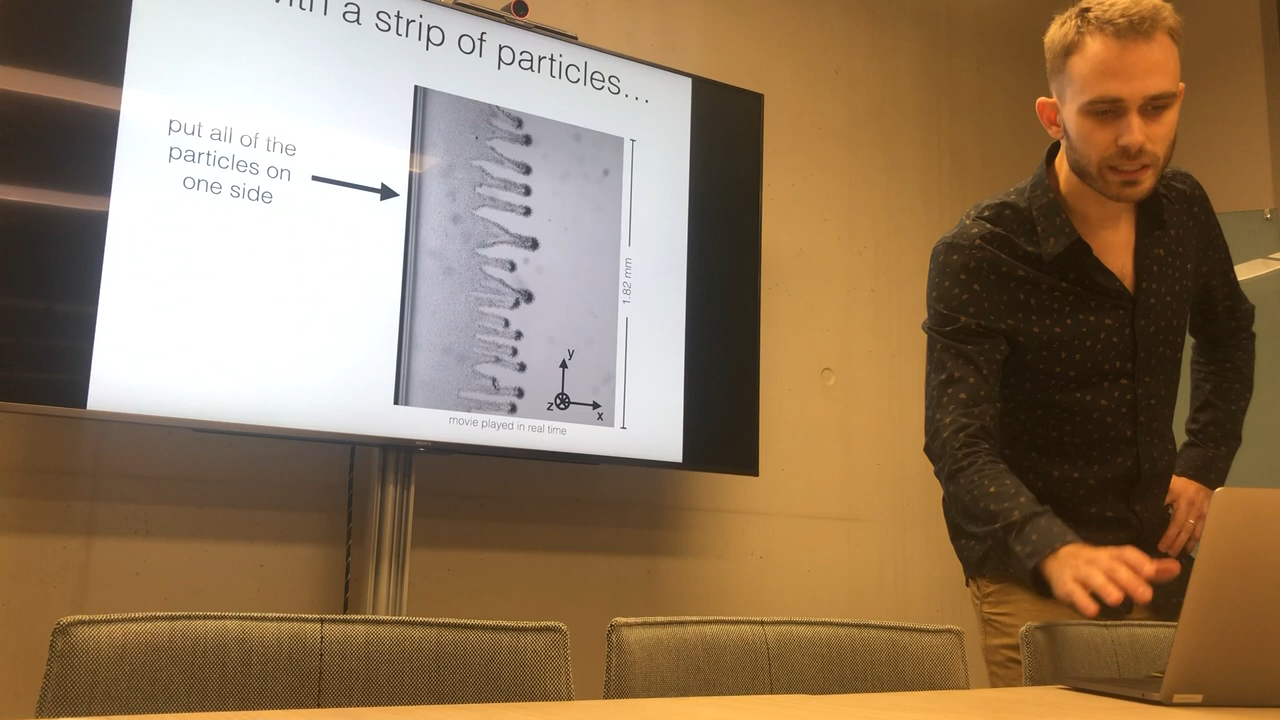 with a strip of particles...
put all of the
particles on
one side
1.82 mm
y
z
x
movie played in real time
SONY